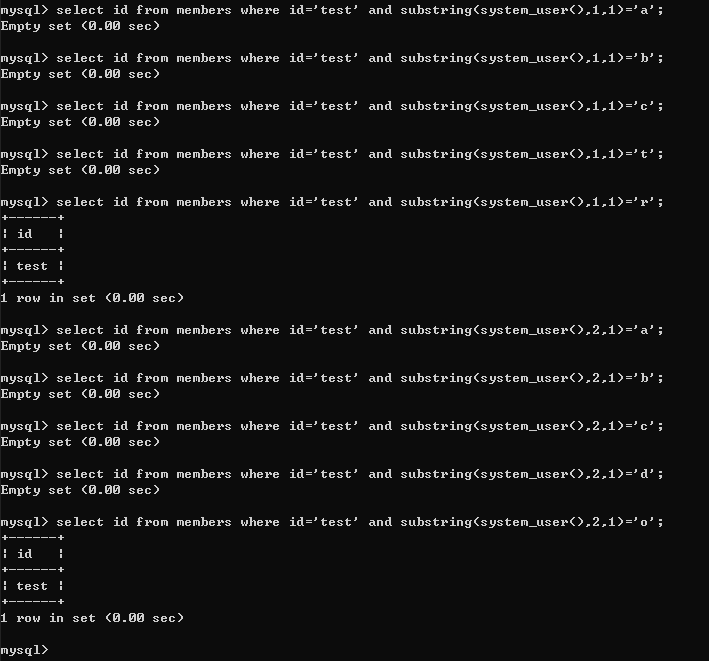 mysql> select id from members where id='test' and substring(system_user(),1,1)='a';
Empty set (0.00 sec)
mysql> select id from members where id='test' and substring(system_user(),1,1)='b';
Empty set (0.00 sec)
mysql> select id from members where id='test' and substring(system_user(),1,1)='c';
Empty set (0.00 sec)
mysql> select id from members where id='test' and substring(system_user(),1,1)='t';
Empty set (0.00 sec)
mysql> select id from members where id='test' and substring(system_user(),1,1)='r';
+------+
| id   |
+------+
| test |
+------+
1 row in set (0.00 sec)
mysql> select id from members where id='test' and substring(system_user(),2,1)='a';
Empty set (0.00 sec)
mysql> select id from members where id='test' and substring(system_user(),2,1)='b';
Empty set (0.00 sec)
mysql> select id from members where id='test' and substring(system_user(),2,1)='c';
Empty set (0.00 sec)
mysql> select id from members where id='test' and substring(system_user(),2,1)='d';
Empty set (0.00 sec)
mysql> select id from members where id='test' and substring(system_user(),2,1)='o';
+------+
| id   |
+------+
| test |
+------+
1 row in set (0.00 sec)
mysql>